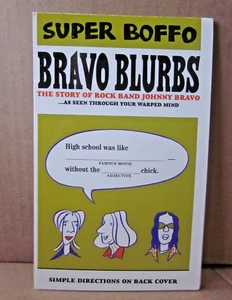 SUPER BOFFO
BRAVO BLURBS
THE STORY OF ROCK BAND JOHNNY BRAVO
...AS SEEN THROUGH YOUR WARPED MIND
High school was like
FAMOUS MOVIE
without the chick.
ADJECTIVE
SIMPLE DIRECTIONS ON BACK COVER